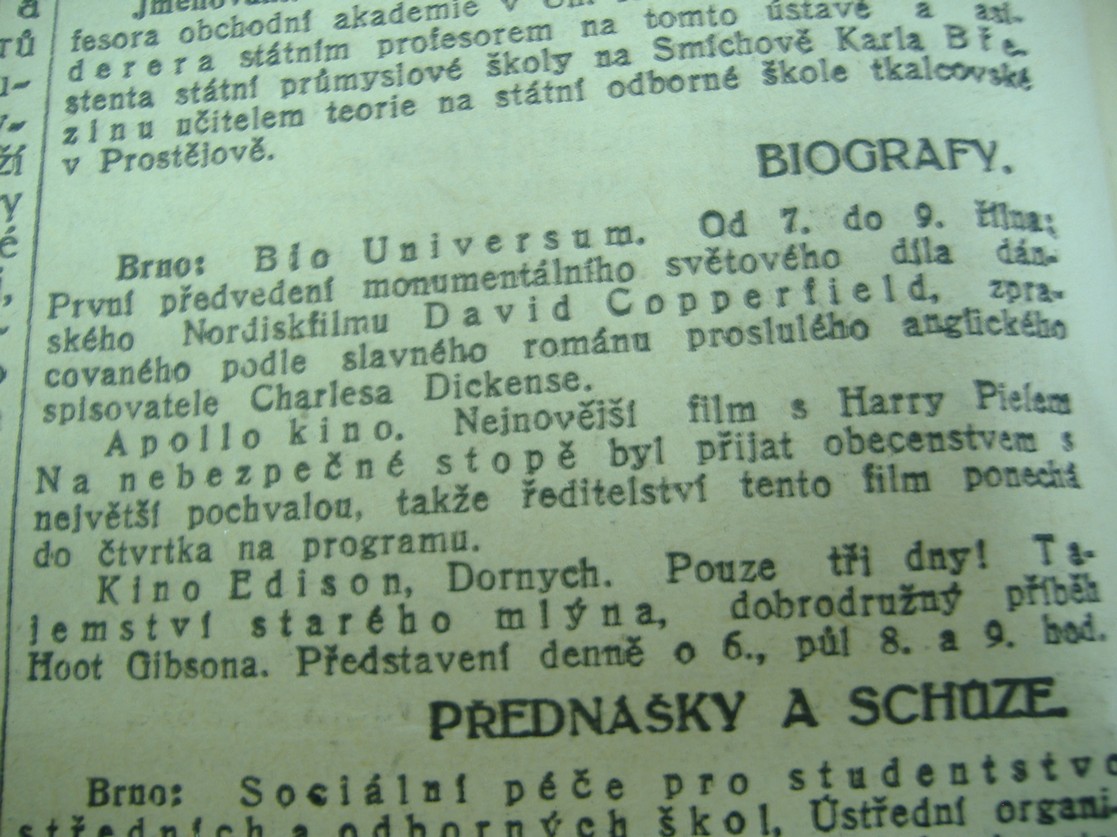 fesora obchodní akademie v
derera státním profesorem na tomto ústavě a asi-
stenta státní průmyslové školy na Smíchově Karla Bře-
zinu učitelem teorie na státní odborné škole tkalcovské
v Prostějově.
BIOGRAFY.
Brno: Bio Universum. Od 7. do 9. října:
První předvedení monumentálního světového díla dán-
ského Nordiskfilmu David Copperfield, zpra-
covaného podle slavného románu proslulého anglického
spisovatele Charlesa Dickense.
Apollo kino. Nejnovější film s Harry Pielem
Na nebezpečné stopě byl přijat obecenstvem s
největší pochvalou, takže ředitelství tento film ponechá
do čtvrtka na programu.
Kino Edison, Dornych. Pouze tři dny! Ta-
jemství starého mlýna, dobrodružný příběh
Hoot Gibsona. Představení denně o 6., půl 8. a 9. hod.
PŘEDNÁŠKY A SCHŮZE
Brno: Sociální péče pro studentstvo
středních a odborných škol. Ústřední organi